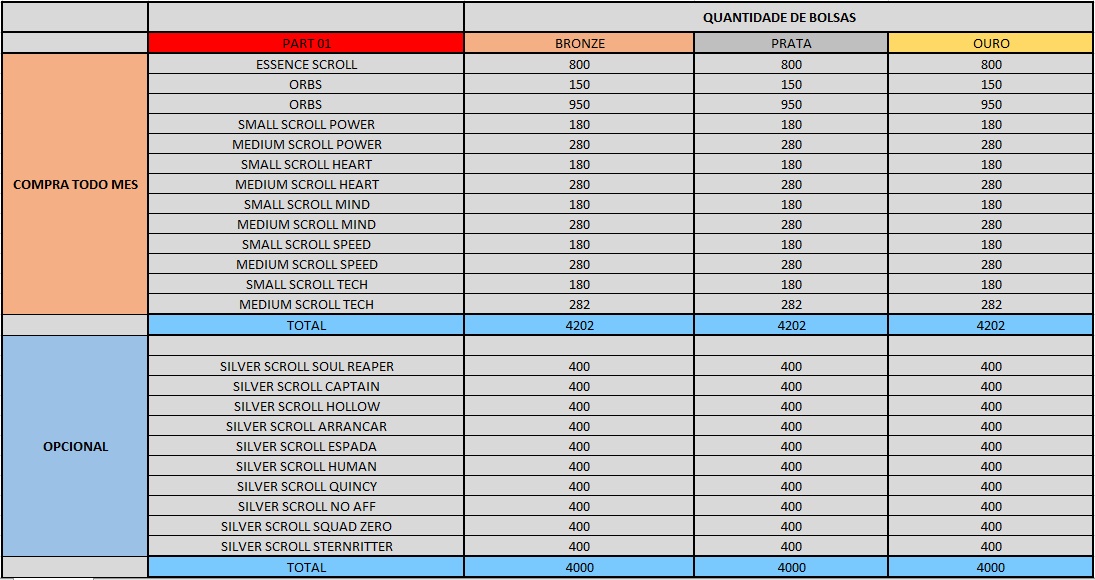 QUANTIDADE DE BOLSAS
PART 01 BRONZE PRATA OURO
COMPRA TODO MES
ESSENCE SCROLL 800 800 800
ORBS 150 150 150
ORBS 950 950 950
SMALL SCROLL POWER 180 180 180
MEDIUM SCROLL POWER 280 280 280
SMALL SCROLL HEART 180 180 180
MEDIUM SCROLL HEART 280 280 280
SMALL SCROLL MIND 180 180 180
MEDIUM SCROLL MIND 280 280 280
SMALL SCROLL SPEED 180 180 180
MEDIUM SCROLL SPEED 280 280 280
SMALL SCROLL TECH 180 180 180
MEDIUM SCROLL TECH 282 282 282
TOTAL 4202 4202 4202
OPCIONAL
SILVER SCROLL SOUL REAPER 400 400 400
SILVER SCROLL CAPTAIN 400 400 400
SILVER SCROLL HOLLOW 400 400 400
SILVER SCROLL ARRANCAR 400 400 400
SILVER SCROLL ESPADA 400 400 400
SILVER SCROLL HUMAN 400 400 400
SILVER SCROLL QUINCY 400 400 400
SILVER SCROLL NO AFF 400 400 400
SILVER SCROLL SQUAD ZERO 400 400 400
SILVER SCROLL STERNRITTER 400 400 400
TOTAL 4000 4000 4000